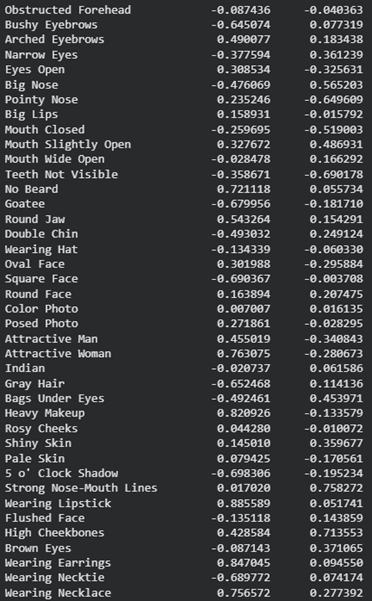 Obstructed Forehead -0.087436 -0.040363
Bushy Eyebrows -0.645074 0.077319
Arched Eyebrows 0.490077 0.183438
Narrow Eyes -0.377594 0.361239
Eyes Open 0.308534 -0.325631
Big Nose -0.476069 0.565203
Pointy Nose 0.235246 -0.649609
Big Lips 0.158931 -0.015792
Mouth Closed -0.259695 -0.519003
Mouth Slightly Open 0.327672 0.486931
Mouth Wide Open -0.028478 0.166292
Teeth Not Visible -0.358671 -0.690178
No Beard 0.721118 0.055734
Goatee -0.679956 -0.181710
Round Jaw 0.543264 0.154291
Double Chin -0.493032 0.249124
Wearing Hat -0.134339 -0.060330
Oval Face 0.301988 -0.295884
Square Face -0.690367 -0.003708
Round Face 0.163894 0.207475
Color Photo 0.007007 0.016135
Posed Photo 0.271861 -0.028295
Attractive Man 0.455019 -0.340843
Attractive Woman 0.763075 -0.280673
Indian -0.020737 0.061586
Gray Hair -0.652468 0.114136
Bags Under Eyes -0.492461 0.453971
Heavy Makeup 0.820926 -0.133579
Rosy Cheeks 0.044280 -0.010072
Shiny Skin 0.145010 0.359677
Pale Skin 0.079425 -0.170561
5 o' Clock Shadow -0.698306 -0.195234
Strong Nose-Mouth Lines 0.017020 0.758272
Wearing Lipstick 0.885589 0.051741
Flushed Face -0.135118 0.143859
High Cheekbones 0.428584 0.713553
Brown Eyes -0.087143 0.371065
Wearing Earrings 0.847045 0.094550
Wearing Necktie -0.689772 0.074174
Wearing Necklace 0.756572 0.277392